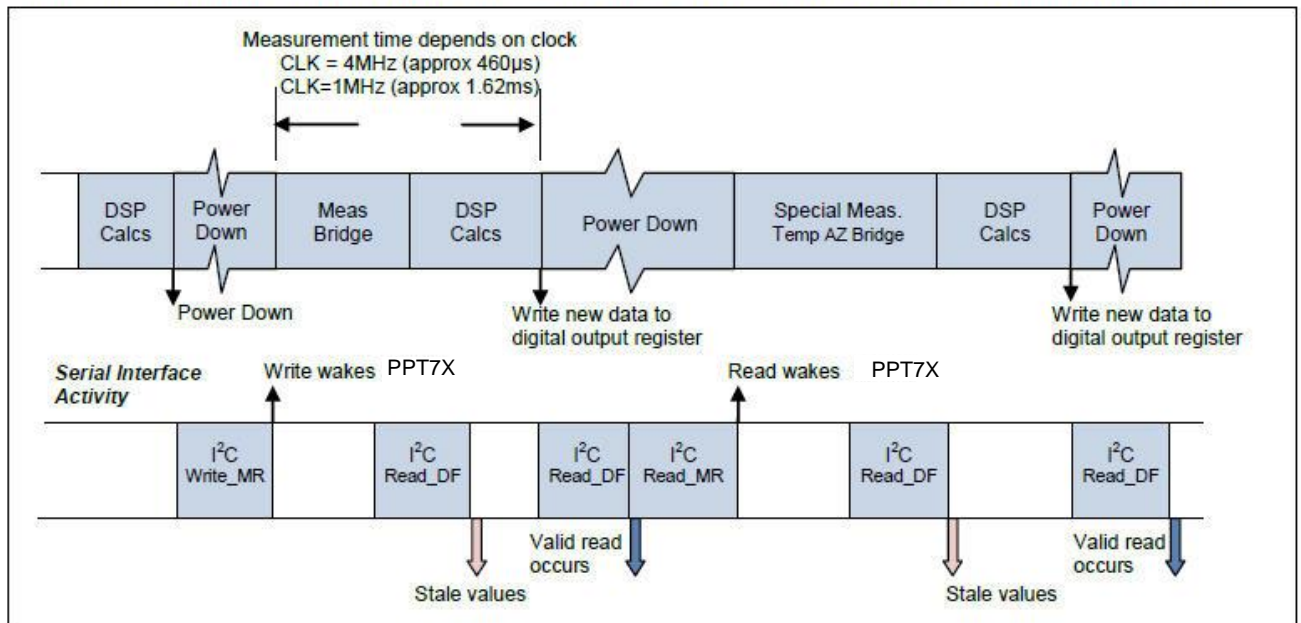 Measurement time depends on clock
CLK = 4MHz (approx 460µs)
CLK=1MHz (approx 1.62ms)
DSP
Calcs
Power
Down
Meas
Bridge
DSP
Calcs
Power Down
Special Meas.
Temp AZ Bridge
DSP
Calcs
Power
Down
Power Down
Write new data to
digital output register
Write new data to
digital output register
Serial Interface
Activity
Write wakes PPT7X
Read wakes PPT7X
I²C
Write_MR
I²C
Read_DF
I²C
Read_DF
I²C
Read_MR
I²C
Read_DF
I²C
Read_DF
Stale values
Valid read
occurs
Stale values
Valid read
occurs